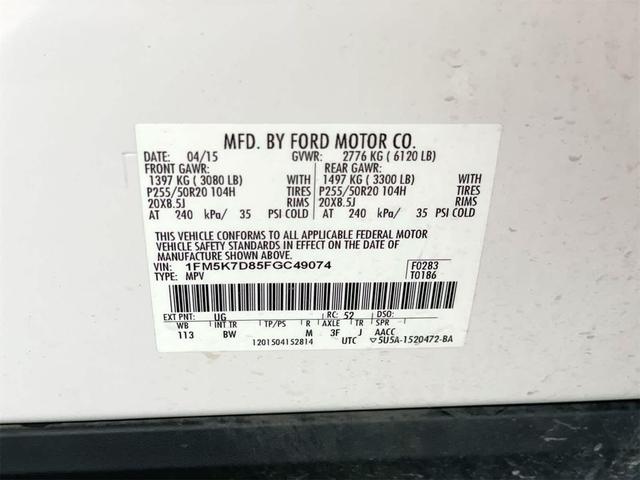 MFD. BY FORD MOTOR CO.
DATE: 04/15 GVWR: 2776 KG ( 6120 LB)
FRONT GAWR: REAR GAWR:
1397 KG ( 3080 LB) WITH 1497 KG ( 3300 LB) WITH
P255/50R20 104H TIRES P255/50R20 104H TIRES
20X8.5J RIMS 20X8.5J RIMS
AT 240 kPa/ 35 PSI COLD AT 240 kPa/ 35 PSI COLD
THIS VEHICLE CONFORMS TO ALL APPLICABLE FEDERAL MOTOR
VEHICLE SAFETY STANDARDS IN EFFECT ON THE DATE OF
MANUFACTURE SHOWN ABOVE.
VIN: 1FM5K7D85FGC49074 F0283
TYPE: MPV T0186
EXT PNT: UG RC: 52 DSO:
WB INT TR TP/PS R AXLE TR SPR
113 BW M 3F J AACC
1201504152814 UTC ▽5U5A-1520472-BA